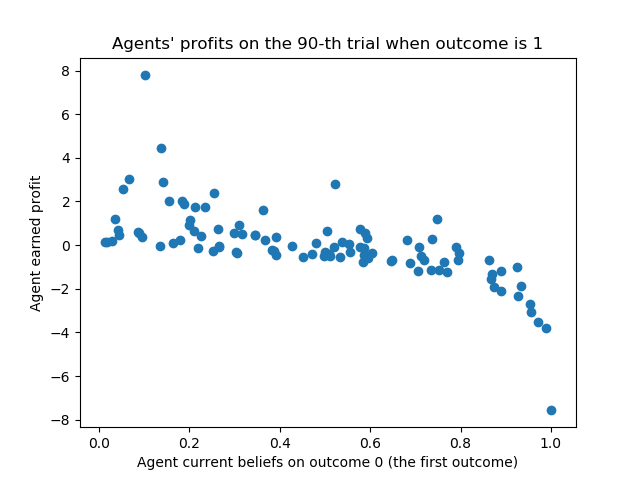 Agents' profits on the 90-th trial when outcome is 1
8
6
4
2
0
−2
−4
−6
−8
Agent earned profit
0.0 0.2 0.4 0.6 0.8 1.0
Agent current beliefs on outcome 0 (the first outcome)